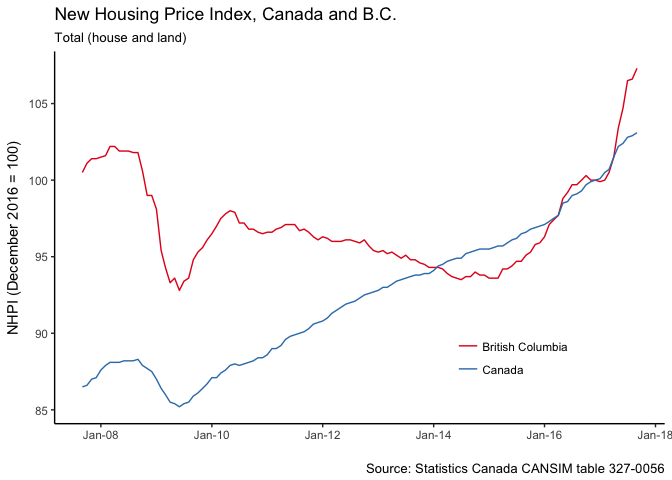 New Housing Price Index, Canada and B.C.
Total (house and land)
NHPI (December 2016 = 100)
105
100
95
90
85
British Columbia
Canada
Jan-08 Jan-10 Jan-12 Jan-14 Jan-16 Jan-18
Source: Statistics Canada CANSIM table 327-0056